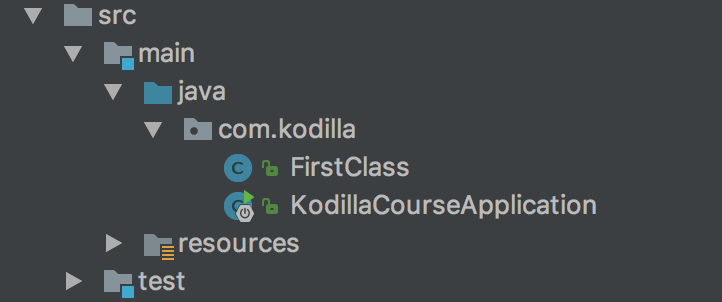 src
main
java
com.kodilla
FirstClass
KodillaCourseApplication
resources
test